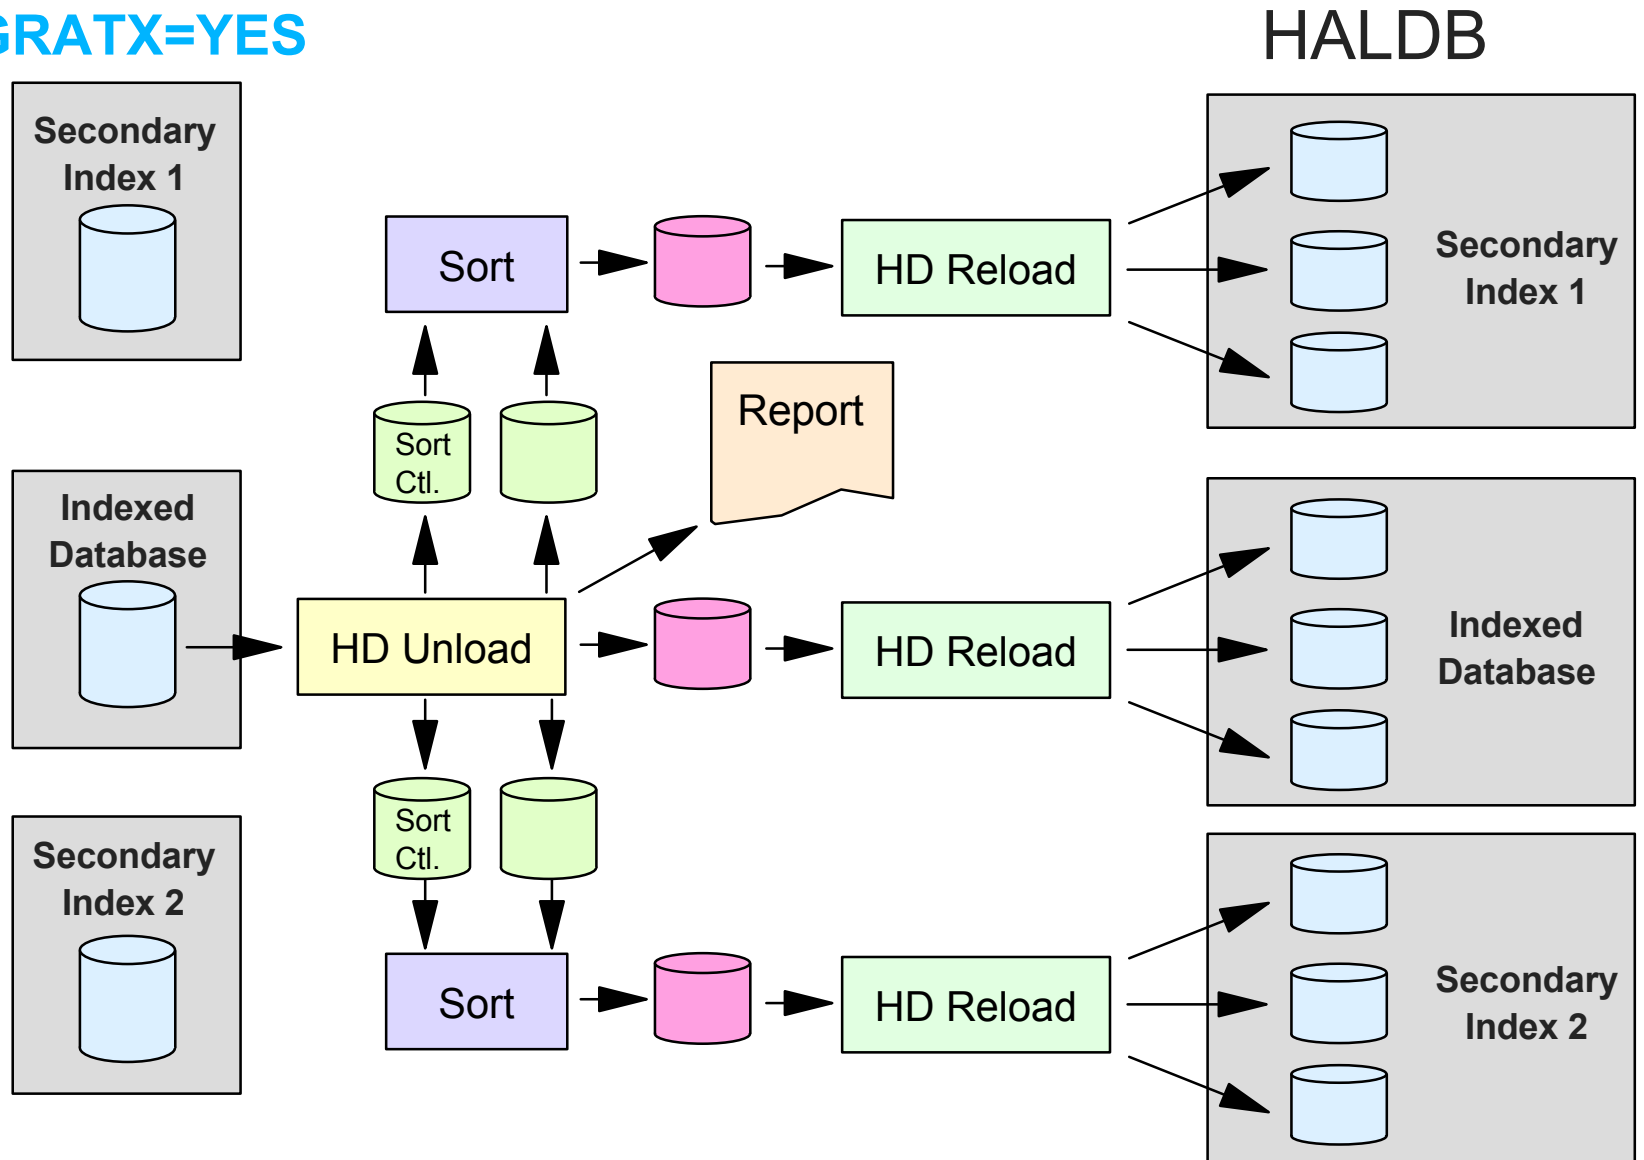 GRATX=YES
HALDB
Secondary
Index 1
Sort
HD Reload
Secondary
Index 1
Sort
Ctl.
Report
Indexed
Database
HD Unload
HD Reload
Indexed
Database
Sort
Ctl.
Secondary
Index 2
Sort
HD Reload
Secondary
Index 2